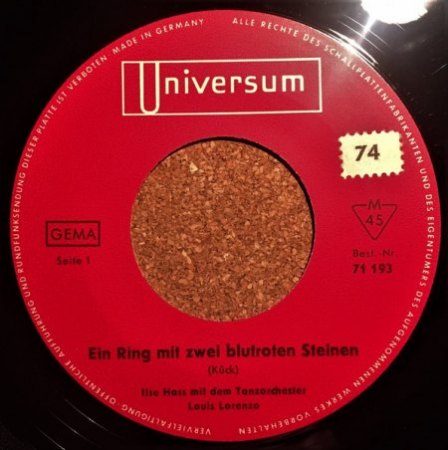 ALLE RECHTE DES SCHALLPLATTENFABRIKANTEN UND DES EIGENTÜMERS DES AUFGENOMMENEN WERKES VORBEHALTEN
VERVIELFÄLTIGUNG ÖFFENTLICHE AUFFÜHRUNG UND RUNDFUNKSENDUNG DIESER PLATTE IST VERBOTEN MADE IN GERMANY
Universum
74
GEMA
M
45
Seite 1
Best.-Nr.
71 193
Ein Ring mit zwei blutroten Steinen
(Kück)
Ilse Hass mit dem Tanzorchester
Louis Lorenzo